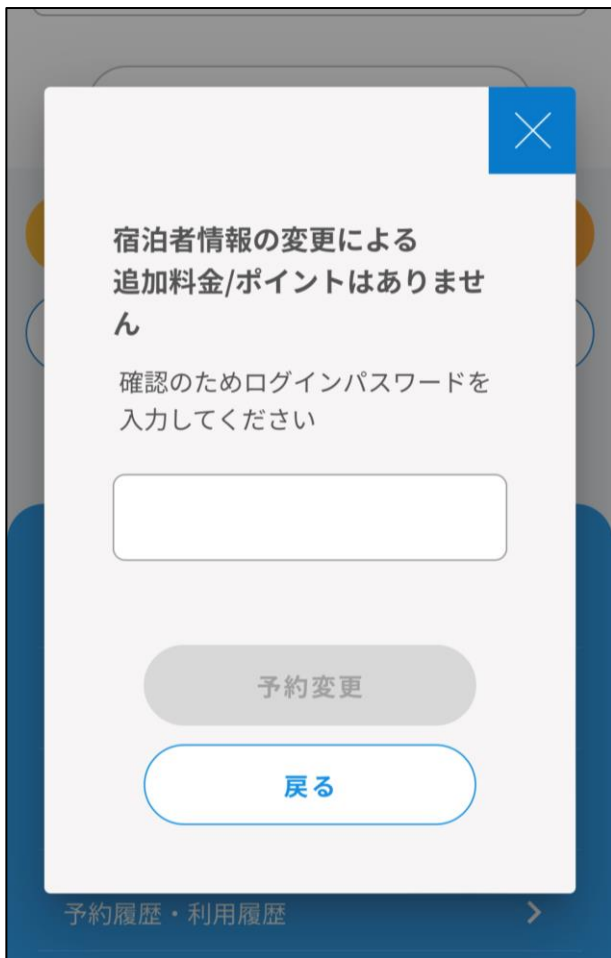 宿泊者情報の変更による
追加料金/ポイントはありませ
ん
確認のためログインパスワードを
入力してください
予約変更
戻る
予約履歴・利用履歴